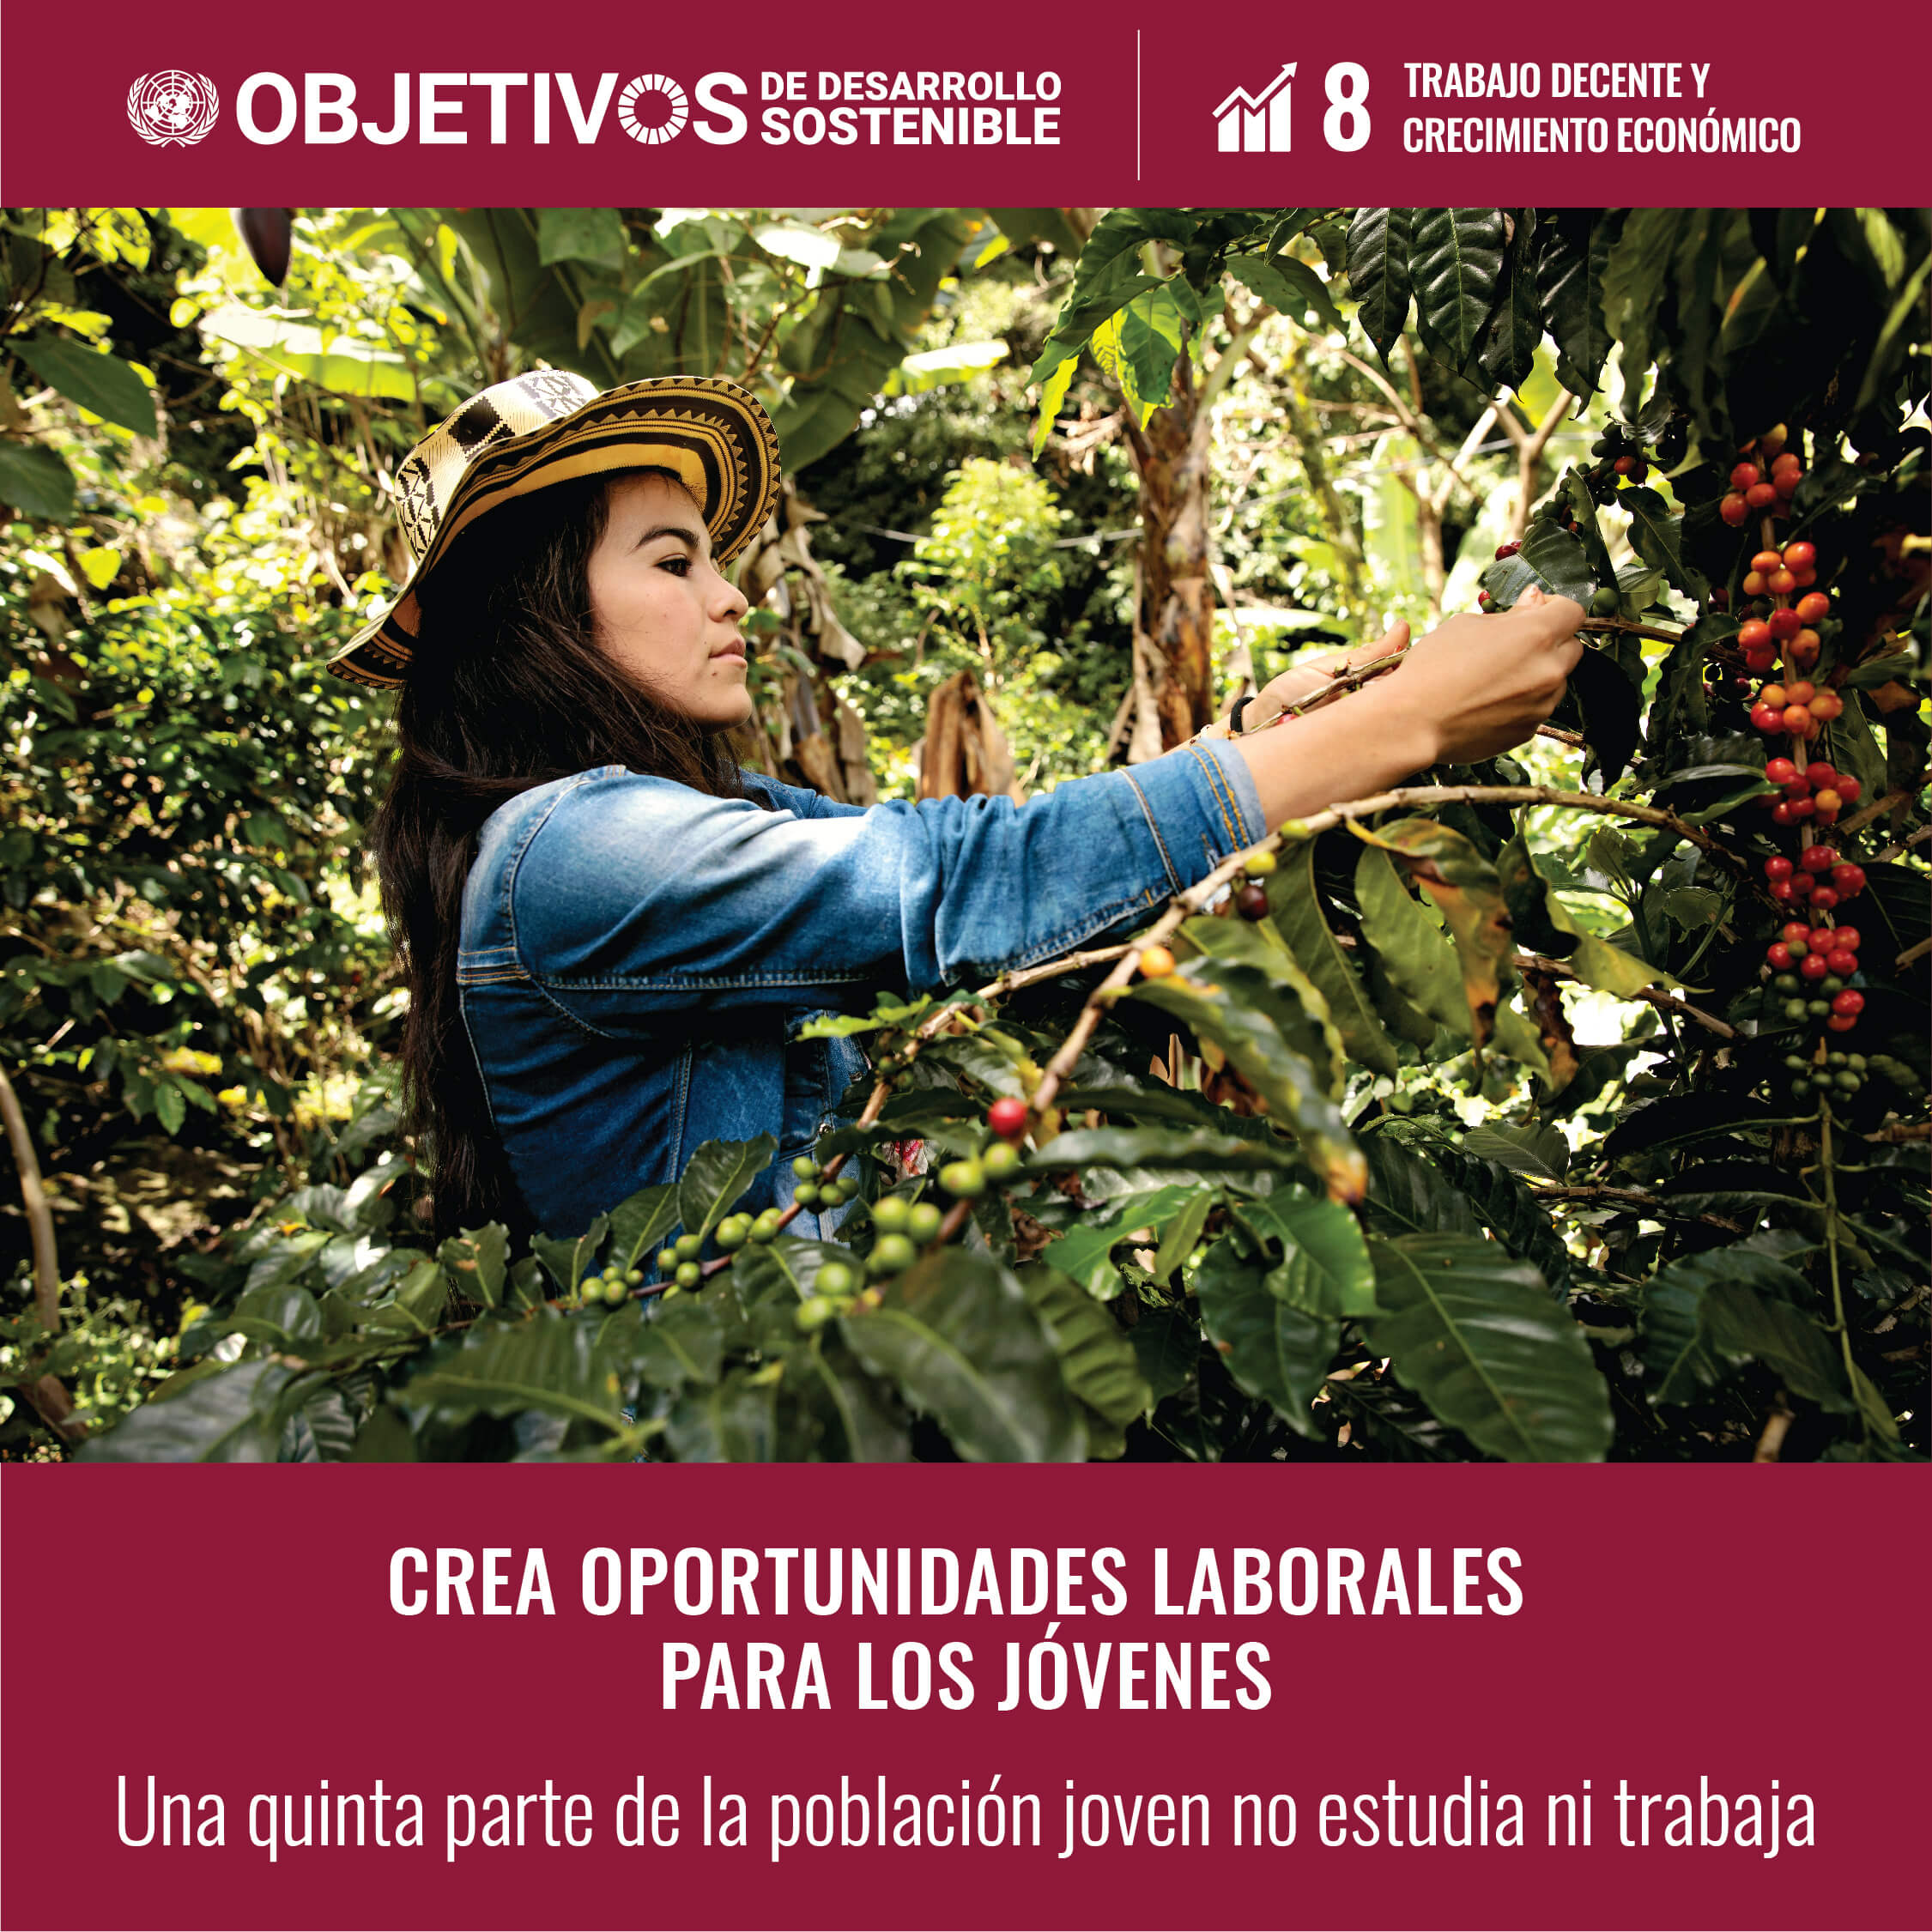 OBJETIVOS DE DESARROLLO
SOSTENIBLE
8 TRABAJO DECENTE Y
CRECIMIENTO ECONÓMICO
CREA OPORTUNIDADES LABORALES
PARA LOS JÓVENES
Una quinta parte de la población joven no estudia ni trabaja